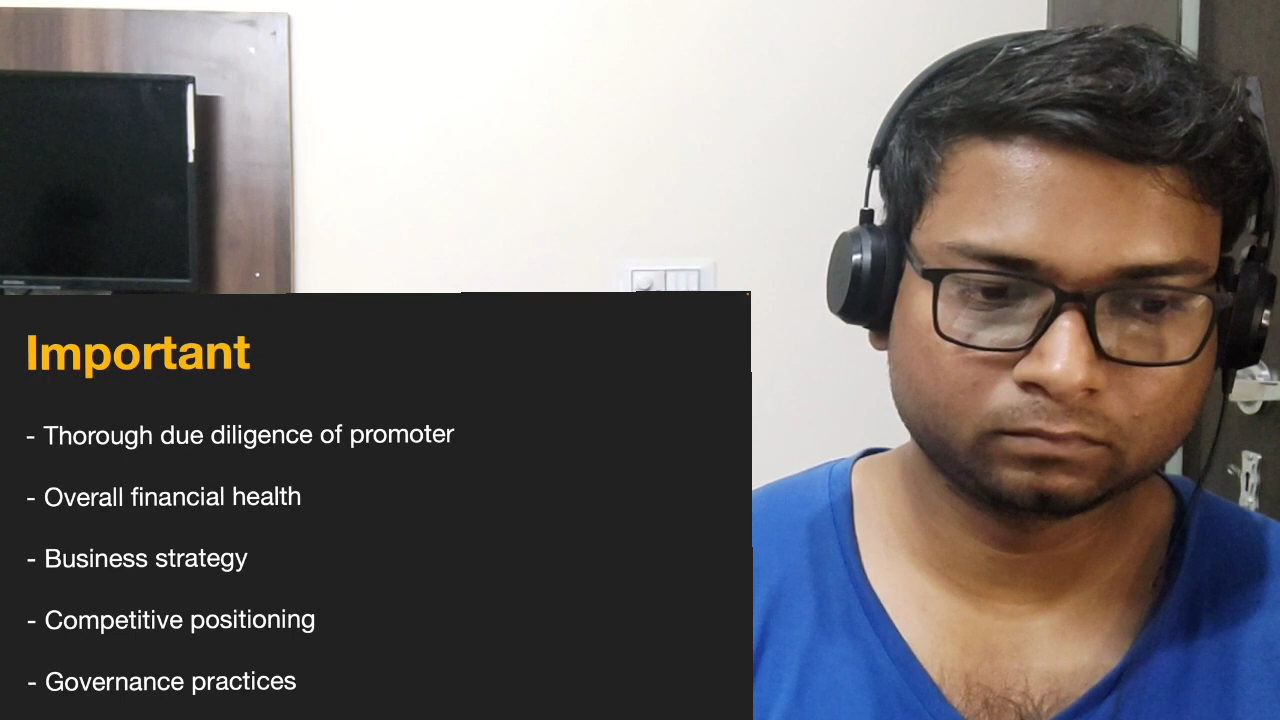 Important
- Thorough due diligence of promoter
- Overall financial health
- Business strategy
- Competitive positioning
- Governance practices